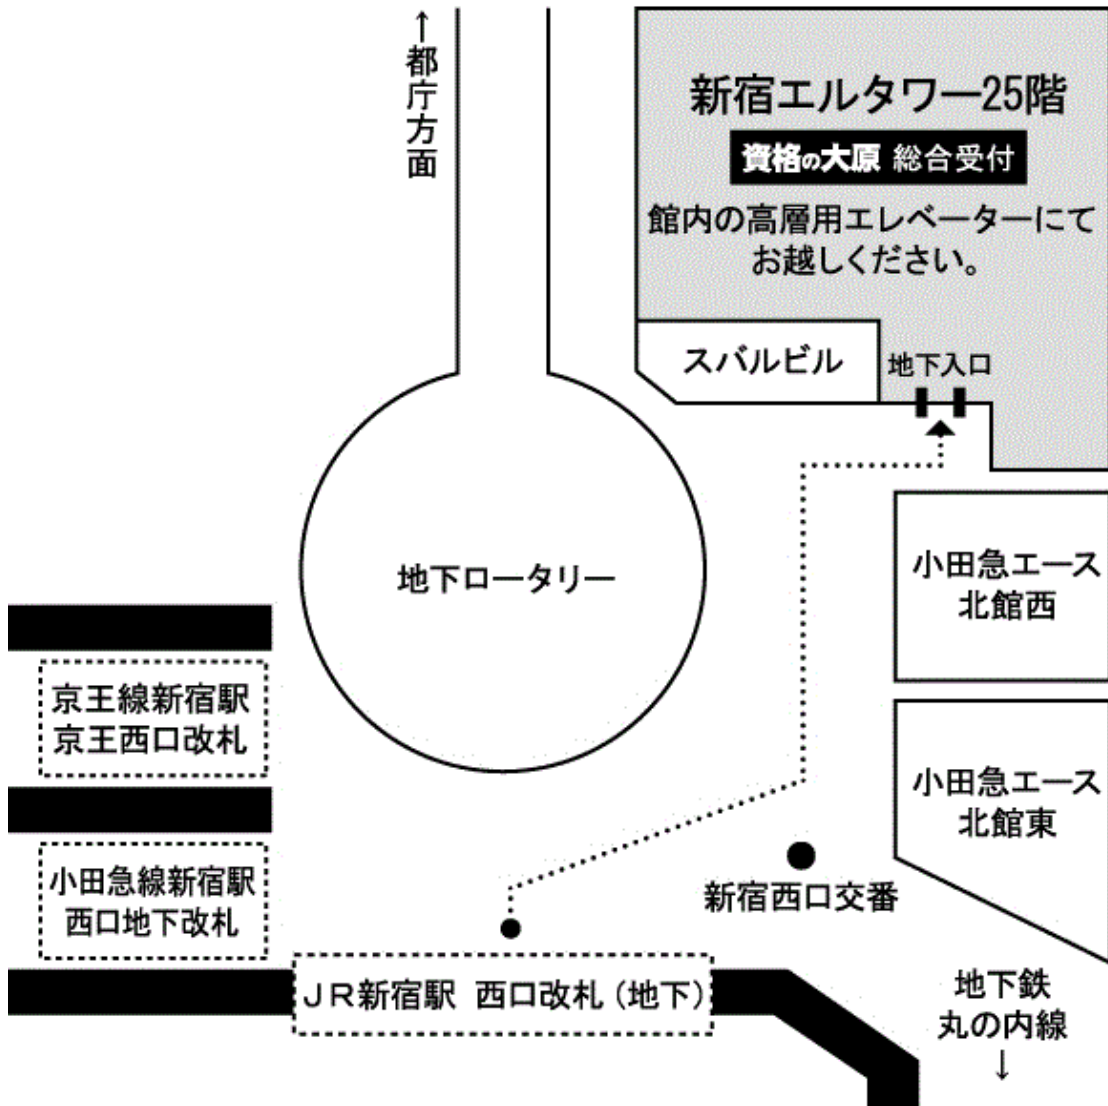 ↑都庁方面
新宿エルタワー25階
資格の大原 総合受付
館内の高層用エレベーターにて
お越しください。
スバルビル
地下入口
地下ロータリー
小田急エース
北館西
京王線新宿駅
京王西口改札
小田急エース
北館東
小田急線新宿駅
西口地下改札
新宿西口交番
JR新宿駅 西口改札(地下)
地下鉄
丸の内線
↓